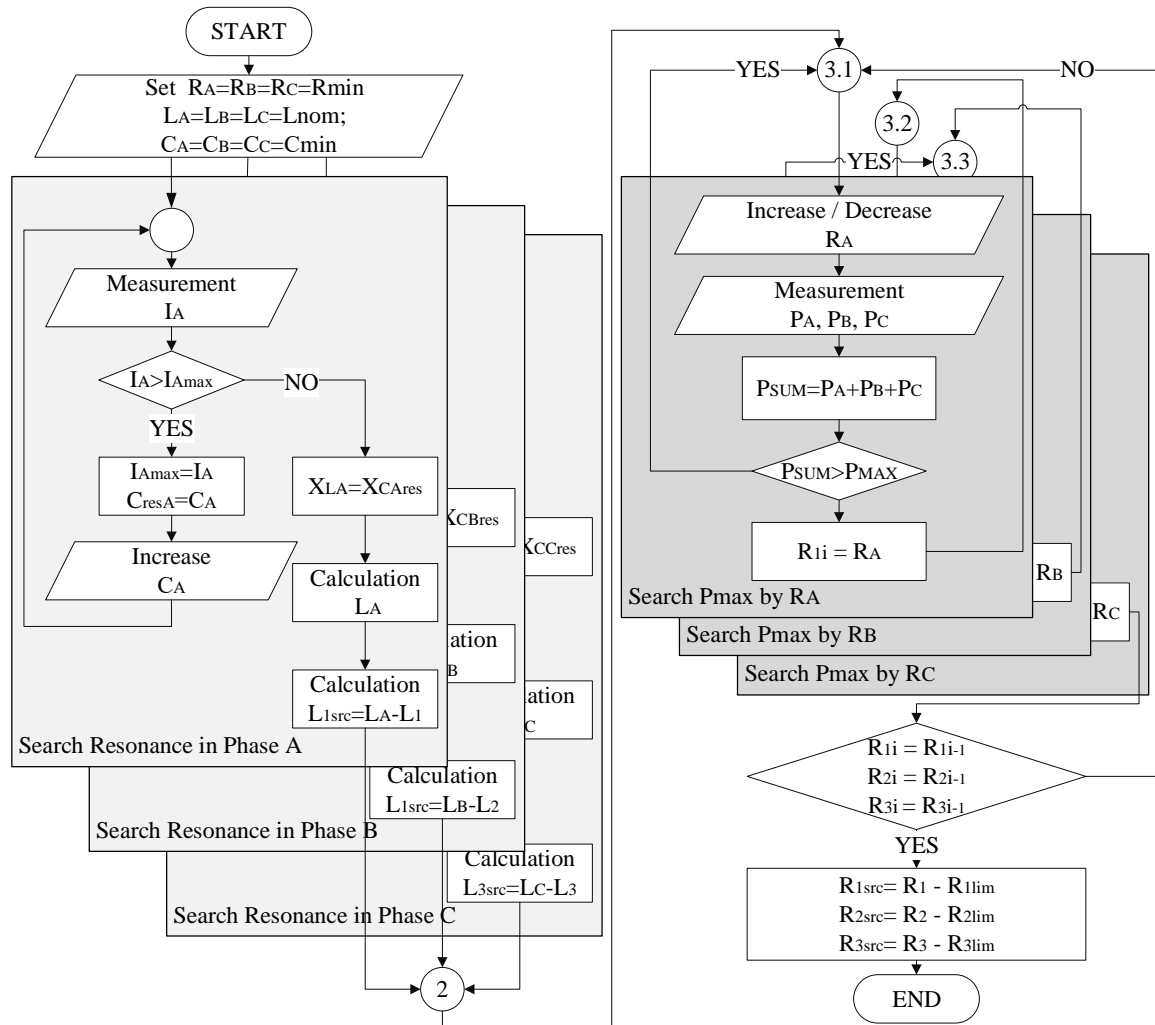 START
Set RA=RB=RC=Rmin
LA=LB=LC=Lnom;
CA=CB=CC=Cmin
Measurement
IA
IA>IAmax
NO
YES
IAmax=IA
CresA=CA
Increase
CA
XLA=XCAres
Calculation
LA
Calculation
L1src=LA-L1
Search Resonance in Phase A
XCBres
lation
B
Calculation
L1src=LB-L2
Search Resonance in Phase B
XCCres
lation
C
Calculation
L3src=LC-L3
Search Resonance in Phase C
2
YES
3.1
NO
3.2
YES
3.3
Increase / Decrease
RA
Measurement
PA, PB, PC
PSUM=PA+PB+PC
PSUM>PMAX
R1i = RA
Search Pmax by RA
RB
Search Pmax by RB
RC
Search Pmax by RC
R1i = R1i-1
R2i = R2i-1
R3i = R3i-1
YES
R1src= R1 - R1lim
R2src= R2 - R2lim
R3src= R3 - R3lim
END